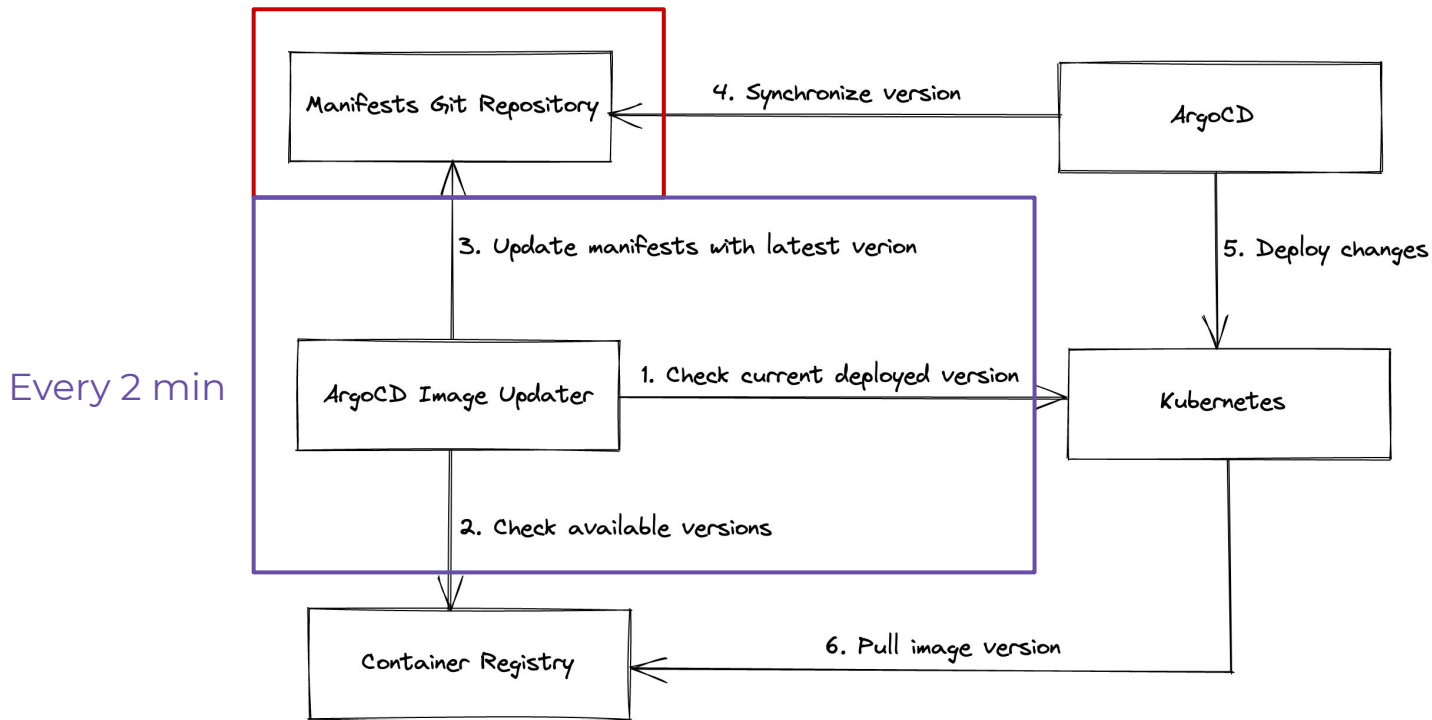 Manifests Git Repository
4. Synchronize version
ArgoCD
3. Update manifests with latest verion
5. Deploy changes
Every 2 min
ArgoCD Image Updater
1. Check current deployed version
Kubernetes
2. Check available versions
Container Registry
6. Pull image version